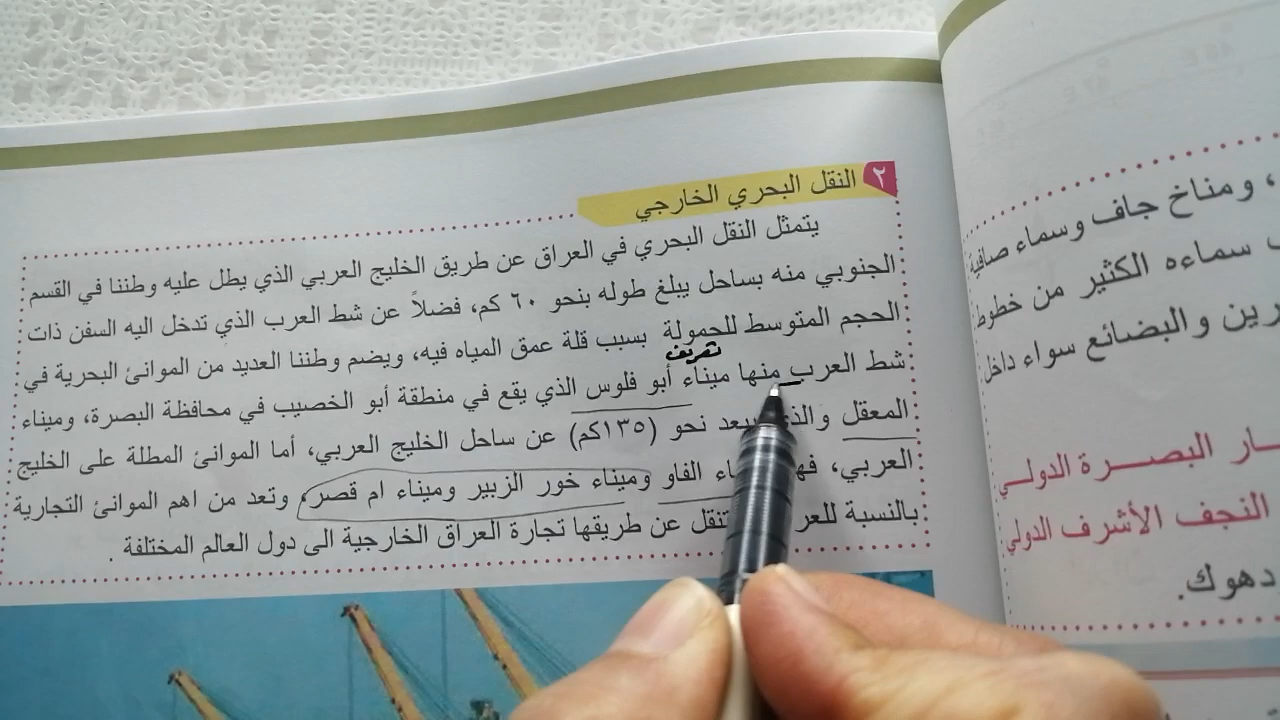 ٢ النقل البحري الخارجي
يتمثل النقل البحري في العراق عن طريق الخليج العربي الذي يطل عليه وطننا في القسم
الجنوبي منه بساحل يبلغ طوله بنحو ٦٠ كم، فضلاً عن شط العرب الذي تدخل اليه السفن ذات
الحجم المتوسط للحمولة بسبب قلة عمق المياه فيه، ويضم وطننا العديد من الموانئ البحرية في
تعريف
شط العرب منها ميناء أبو فلوس الذي يقع في منطقة أبو الخصيب في محافظة البصرة، وميناء
المعقل يبعد نحو (١٣٥كم) عن ساحل الخليج العربي، أما الموانئ المطلة على الخليج
العربي، الفاو وميناء خور الزبير وميناء ام قصر، وتعد من اهم الموانئ التجارية
بالنسبة تنقل عن طريقها تجارة العراق الخارجية الى دول العالم المختلفة .
، ومناخ جاف وسماء صافية
سماءه الكثير من خطوط
والبضائع سواء داخل
البصرة الدولي
النجف الأشرف الدولي
دهوك.